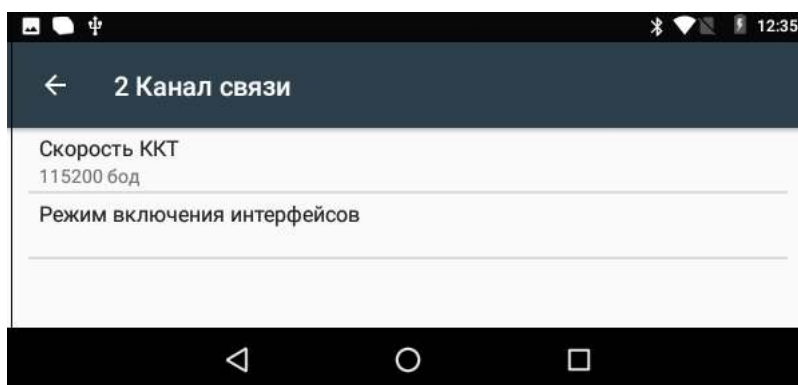 12:35
2 Канал связи
Скорость ККТ
115200 бод
Режим включения интерфейсов